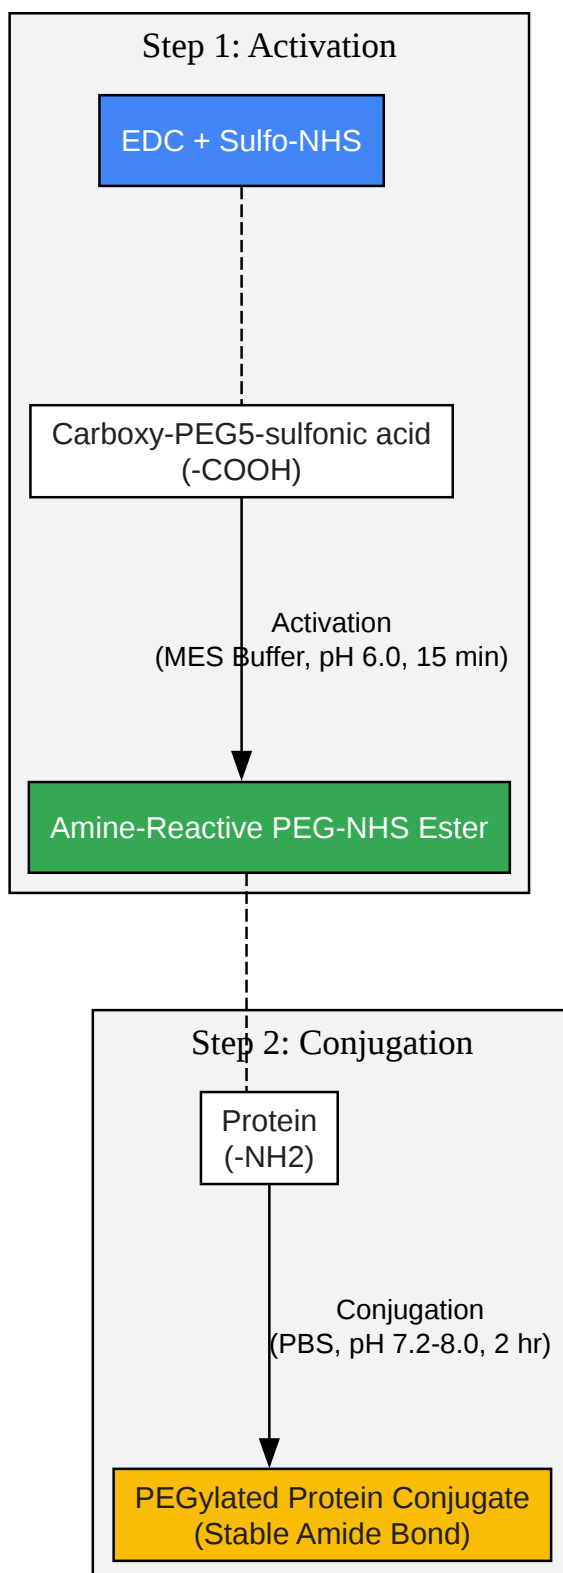 Step 1: Activation
EDC + Sulfo-NHS
Carboxy-PEG5-sulfonic acid
(-COOH)
Activation
(MES Buffer, pH 6.0, 15 min)
Amine-Reactive PEG-NHS Ester
Step 2: Conjugation
Protein
(-NH2)
Conjugation
(PBS, pH 7.2-8.0, 2 hr)
PEGylated Protein Conjugate
(Stable Amide Bond)